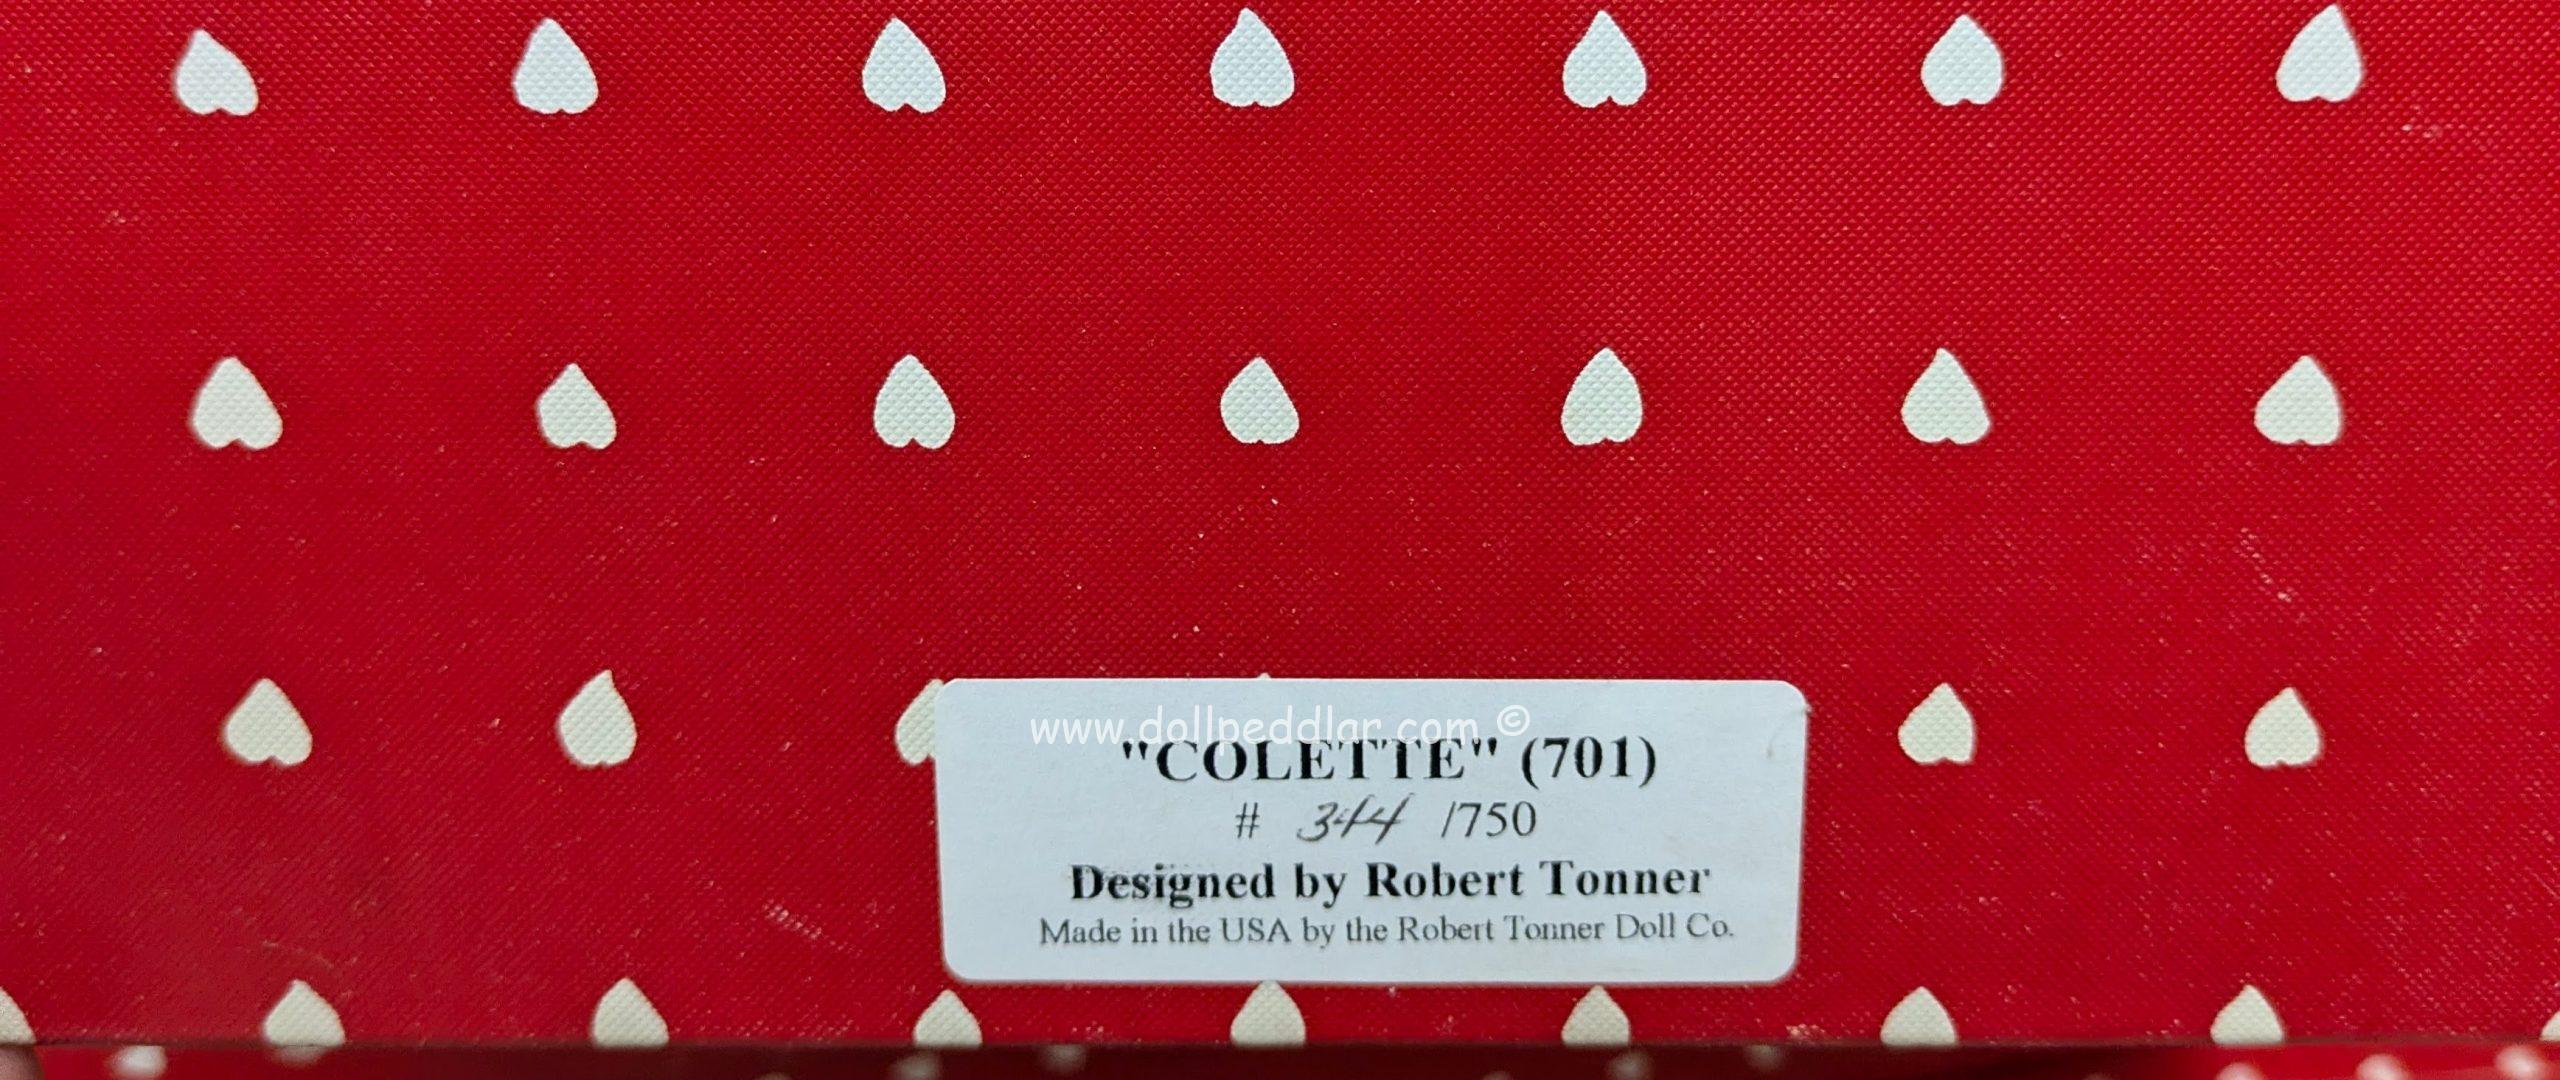 www.dollpeddlar.com ©
"COLETTE" (701)
# 344 /750
Designed by Robert Tonner
Made in the USA by the Robert Tonner Doll Co.